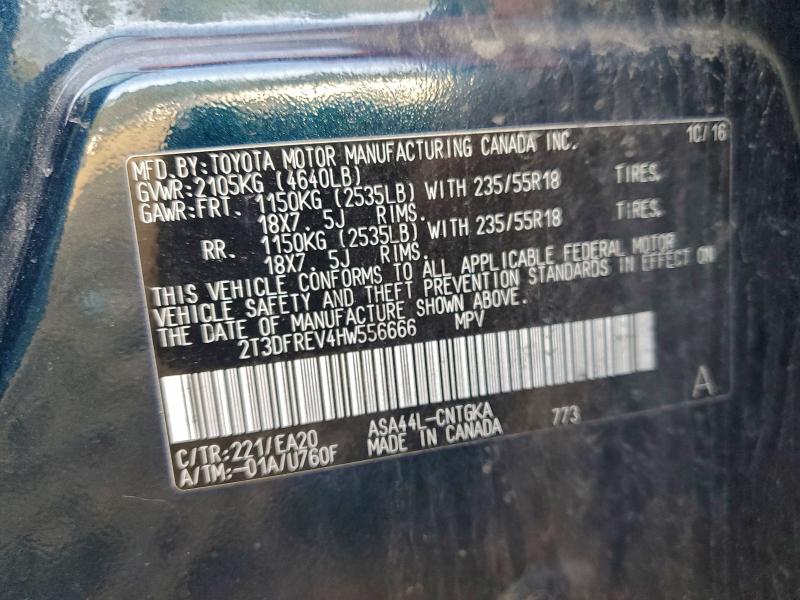 10/16
MFD.BY:TOYOTA MOTOR MANUFACTURING CANADA INC.
GVWR:2105KG (4640LB)
GAWR:FRT. 1150KG (2535LB) WITH 235/55R18 TIRES.
18X7. 5J RIMS.
RR. 1150KG (2535LB) WITH 235/55R18 TIRES.
18X7 5J RIMS.
THIS VEHICLE CONFORMS TO ALL APPLICABLE FEDERAL MOTOR
VEHICLE SAFETY AND THEFT PREVENTION STANDARDS IN EFFECT ON
THE DATE OF MANUFACTURE SHOWN ABOVE.
2T3DFREV4HW556666 MPV
A
C/TR:221/EA20 ASA44L-CNTGKA 773
A/TM:-01A/U760F MADE IN CANADA